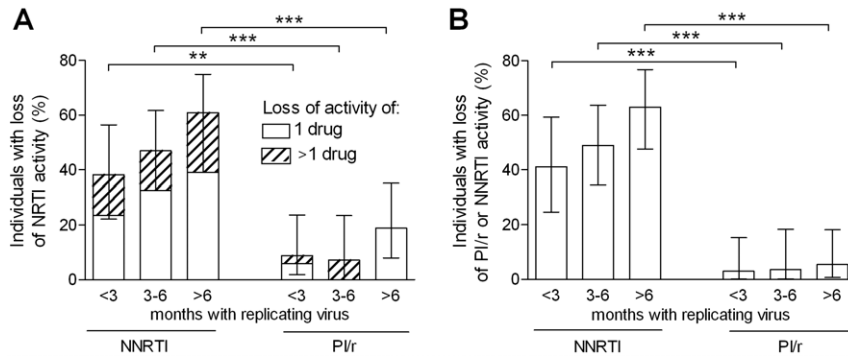 A
***
***
**
80
60
40
20
0
Individuals with loss
of NRTI activity (%)
Loss of activity of:
1 drug
>1 drug
<3 3-6 >6 <3 3-6 >6
months with replicating virus
NNRTI PI/r
B
***
***
***
80
60
40
20
0
Individuals with loss
of PI/r or NNRTI activity (%)
<3 3-6 >6 <3 3-6 >6
months with replicating virus
NNRTI PI/r